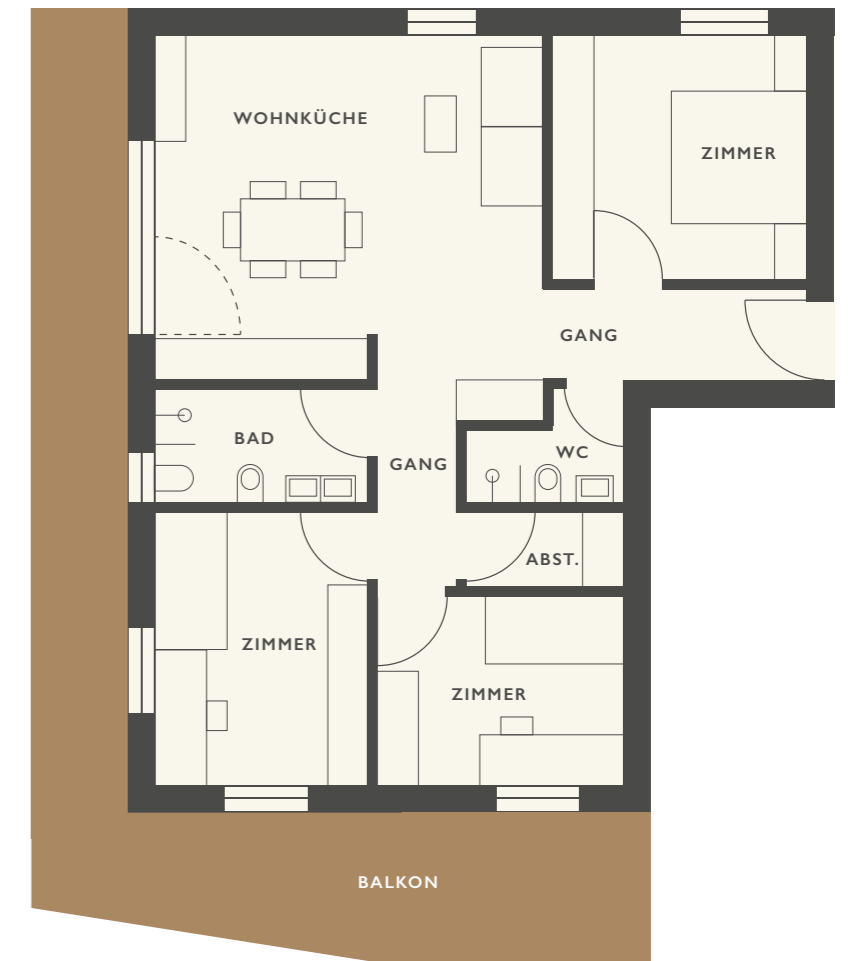 WOHNKÜCHE
ZIMMER
GANG
BAD
GANG
WC
ABST.
ZIMMER
ZIMMER
BALKON